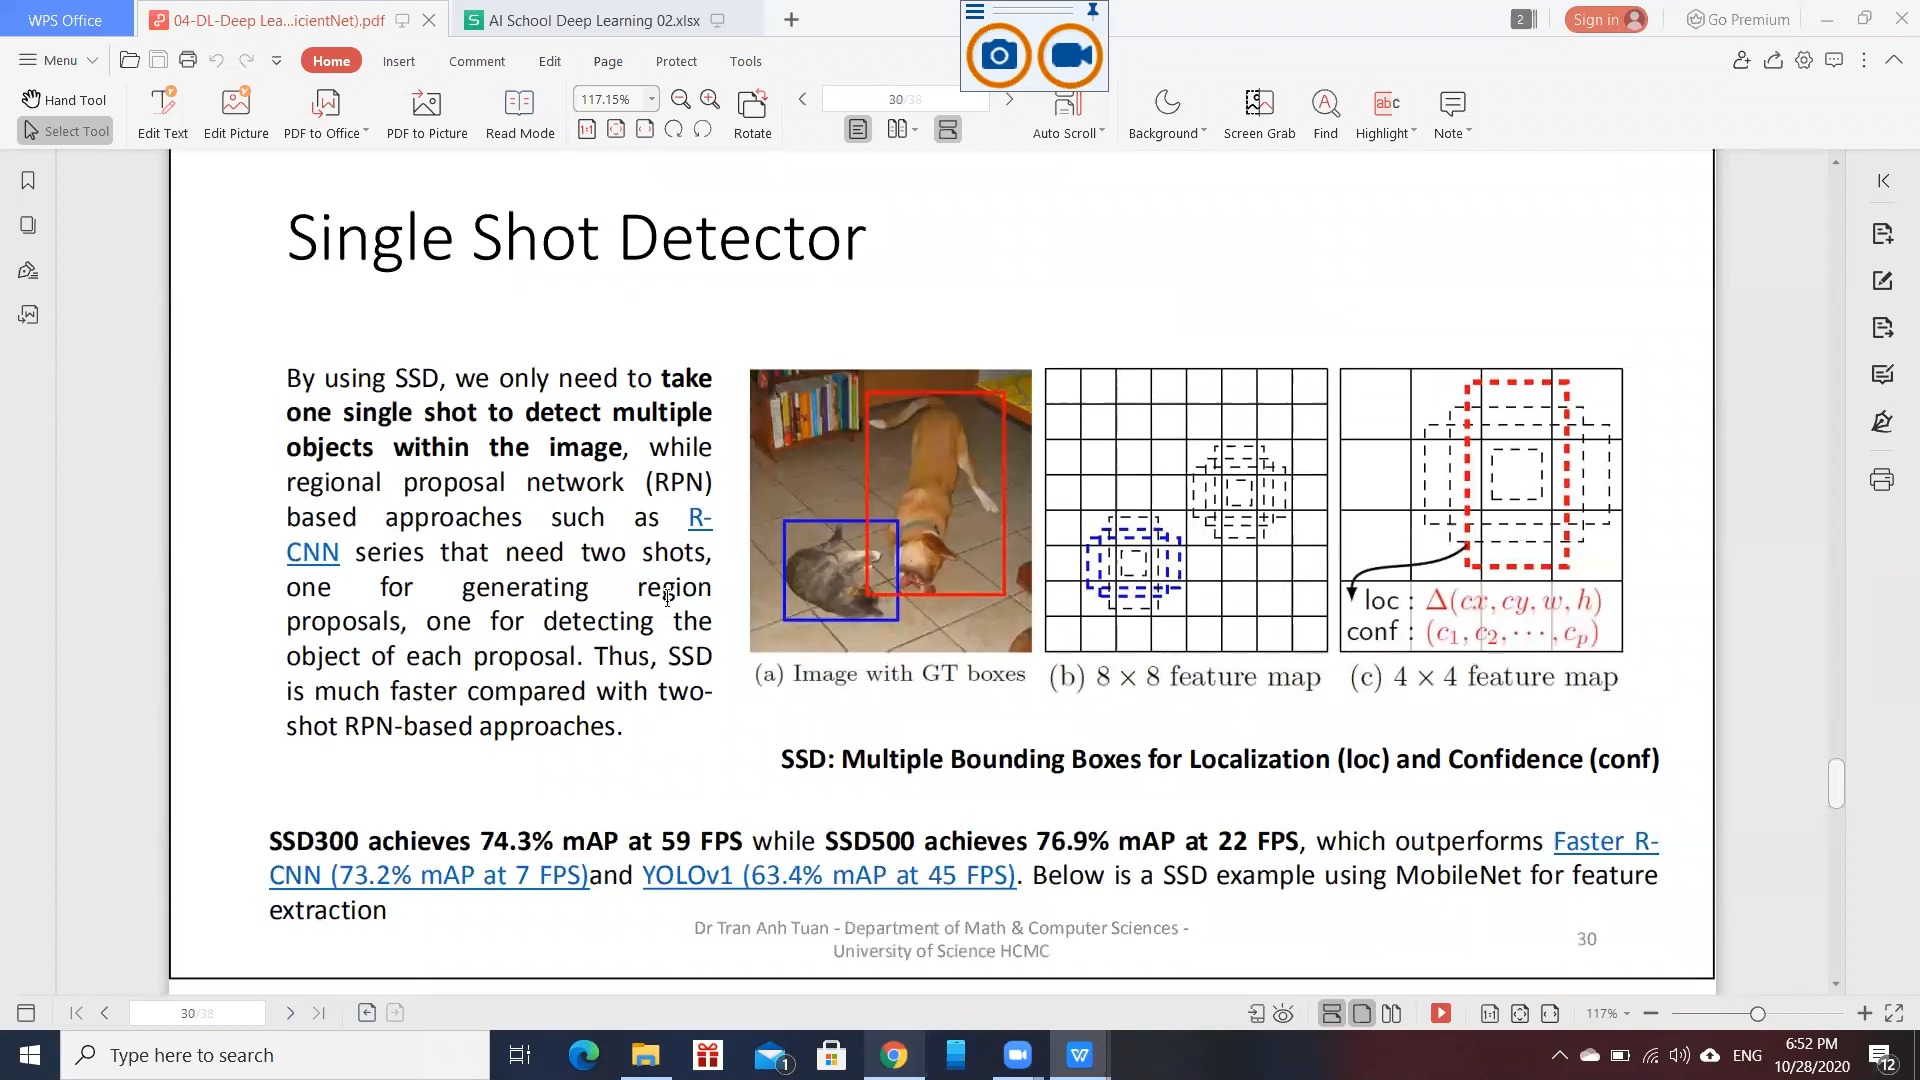 WPS Office
04-DL-Deep Lea...icientNet).pdf
AI School Deep Learning 02.xlsx
2
Sign in
Go Premium
Menu
Home
Insert
Comment
Edit
Page
Protect
Tools
Hand Tool
Select Tool
Edit Text
Edit Picture
PDF to Office
PDF to Picture
Read Mode
117.15%
Rotate
30/38
Auto Scroll
Background
Screen Grab
Find
Highlight
Note
Single Shot Detector
By using SSD, we only need to take
one single shot to detect multiple
objects within the image, while
regional proposal network (RPN)
based approaches such as R-
CNN series that need two shots,
one for generating region
proposals, one for detecting the
object of each proposal. Thus, SSD
is much faster compared with two-
shot RPN-based approaches.
loc : Δ(cx, cy, w, h)
conf : (c₁, c₂, ···, cₚ)
(a) Image with GT boxes
(b) 8 × 8 feature map
(c) 4 × 4 feature map
SSD: Multiple Bounding Boxes for Localization (loc) and Confidence (conf)
SSD300 achieves 74.3% mAP at 59 FPS while SSD500 achieves 76.9% mAP at 22 FPS, which outperforms Faster R-
CNN (73.2% mAP at 7 FPS)and YOLOv1 (63.4% mAP at 45 FPS). Below is a SSD example using MobileNet for feature
extraction
Dr Tran Anh Tuan - Department of Math & Computer Sciences -
University of Science HCMC
30
30/38
117%
Type here to search
1
ENG
6:52 PM
10/28/2020
12